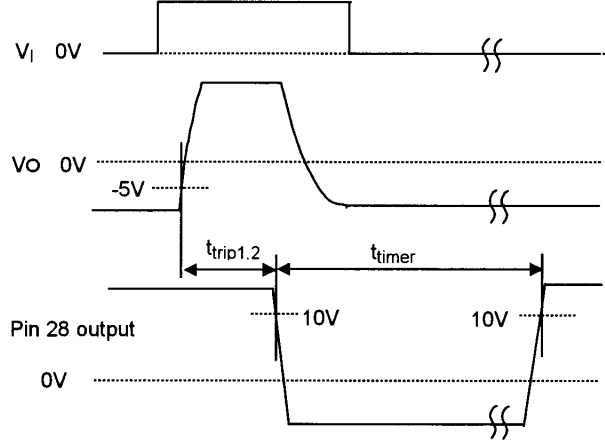 VI 0V
VO 0V
-5V
ttrip1,2
ttimer
10V
10V
Pin 28 output
0V